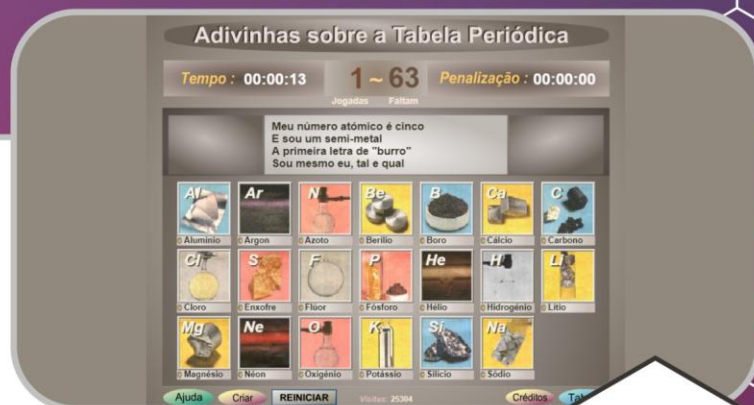 Adivinhas sobre a Tabela Periódica
Tempo : 00:00:13 1 ~ 63 Penalização : 00:00:00
Jogadas Faltam
Meu número atómico é cinco
E sou um semi-metal
A primeira letra de "burro"
Sou mesmo eu, tal e qual
Al Ar N Be B Ca C
© Alumínio © Árgon © Azoto © Berílio © Boro © Cálcio © Carbono
Cl S F P He H Li
© Cloro © Enxofre © Flúor © Fósforo © Hélio © Hidrogénio © Lítio
Mg Ne O K Si Na
© Magnésio © Néon © Oxigénio © Potássio © Silício © Sódio
Ajuda Criar REINICIAR Visitas: 25304 Créditos